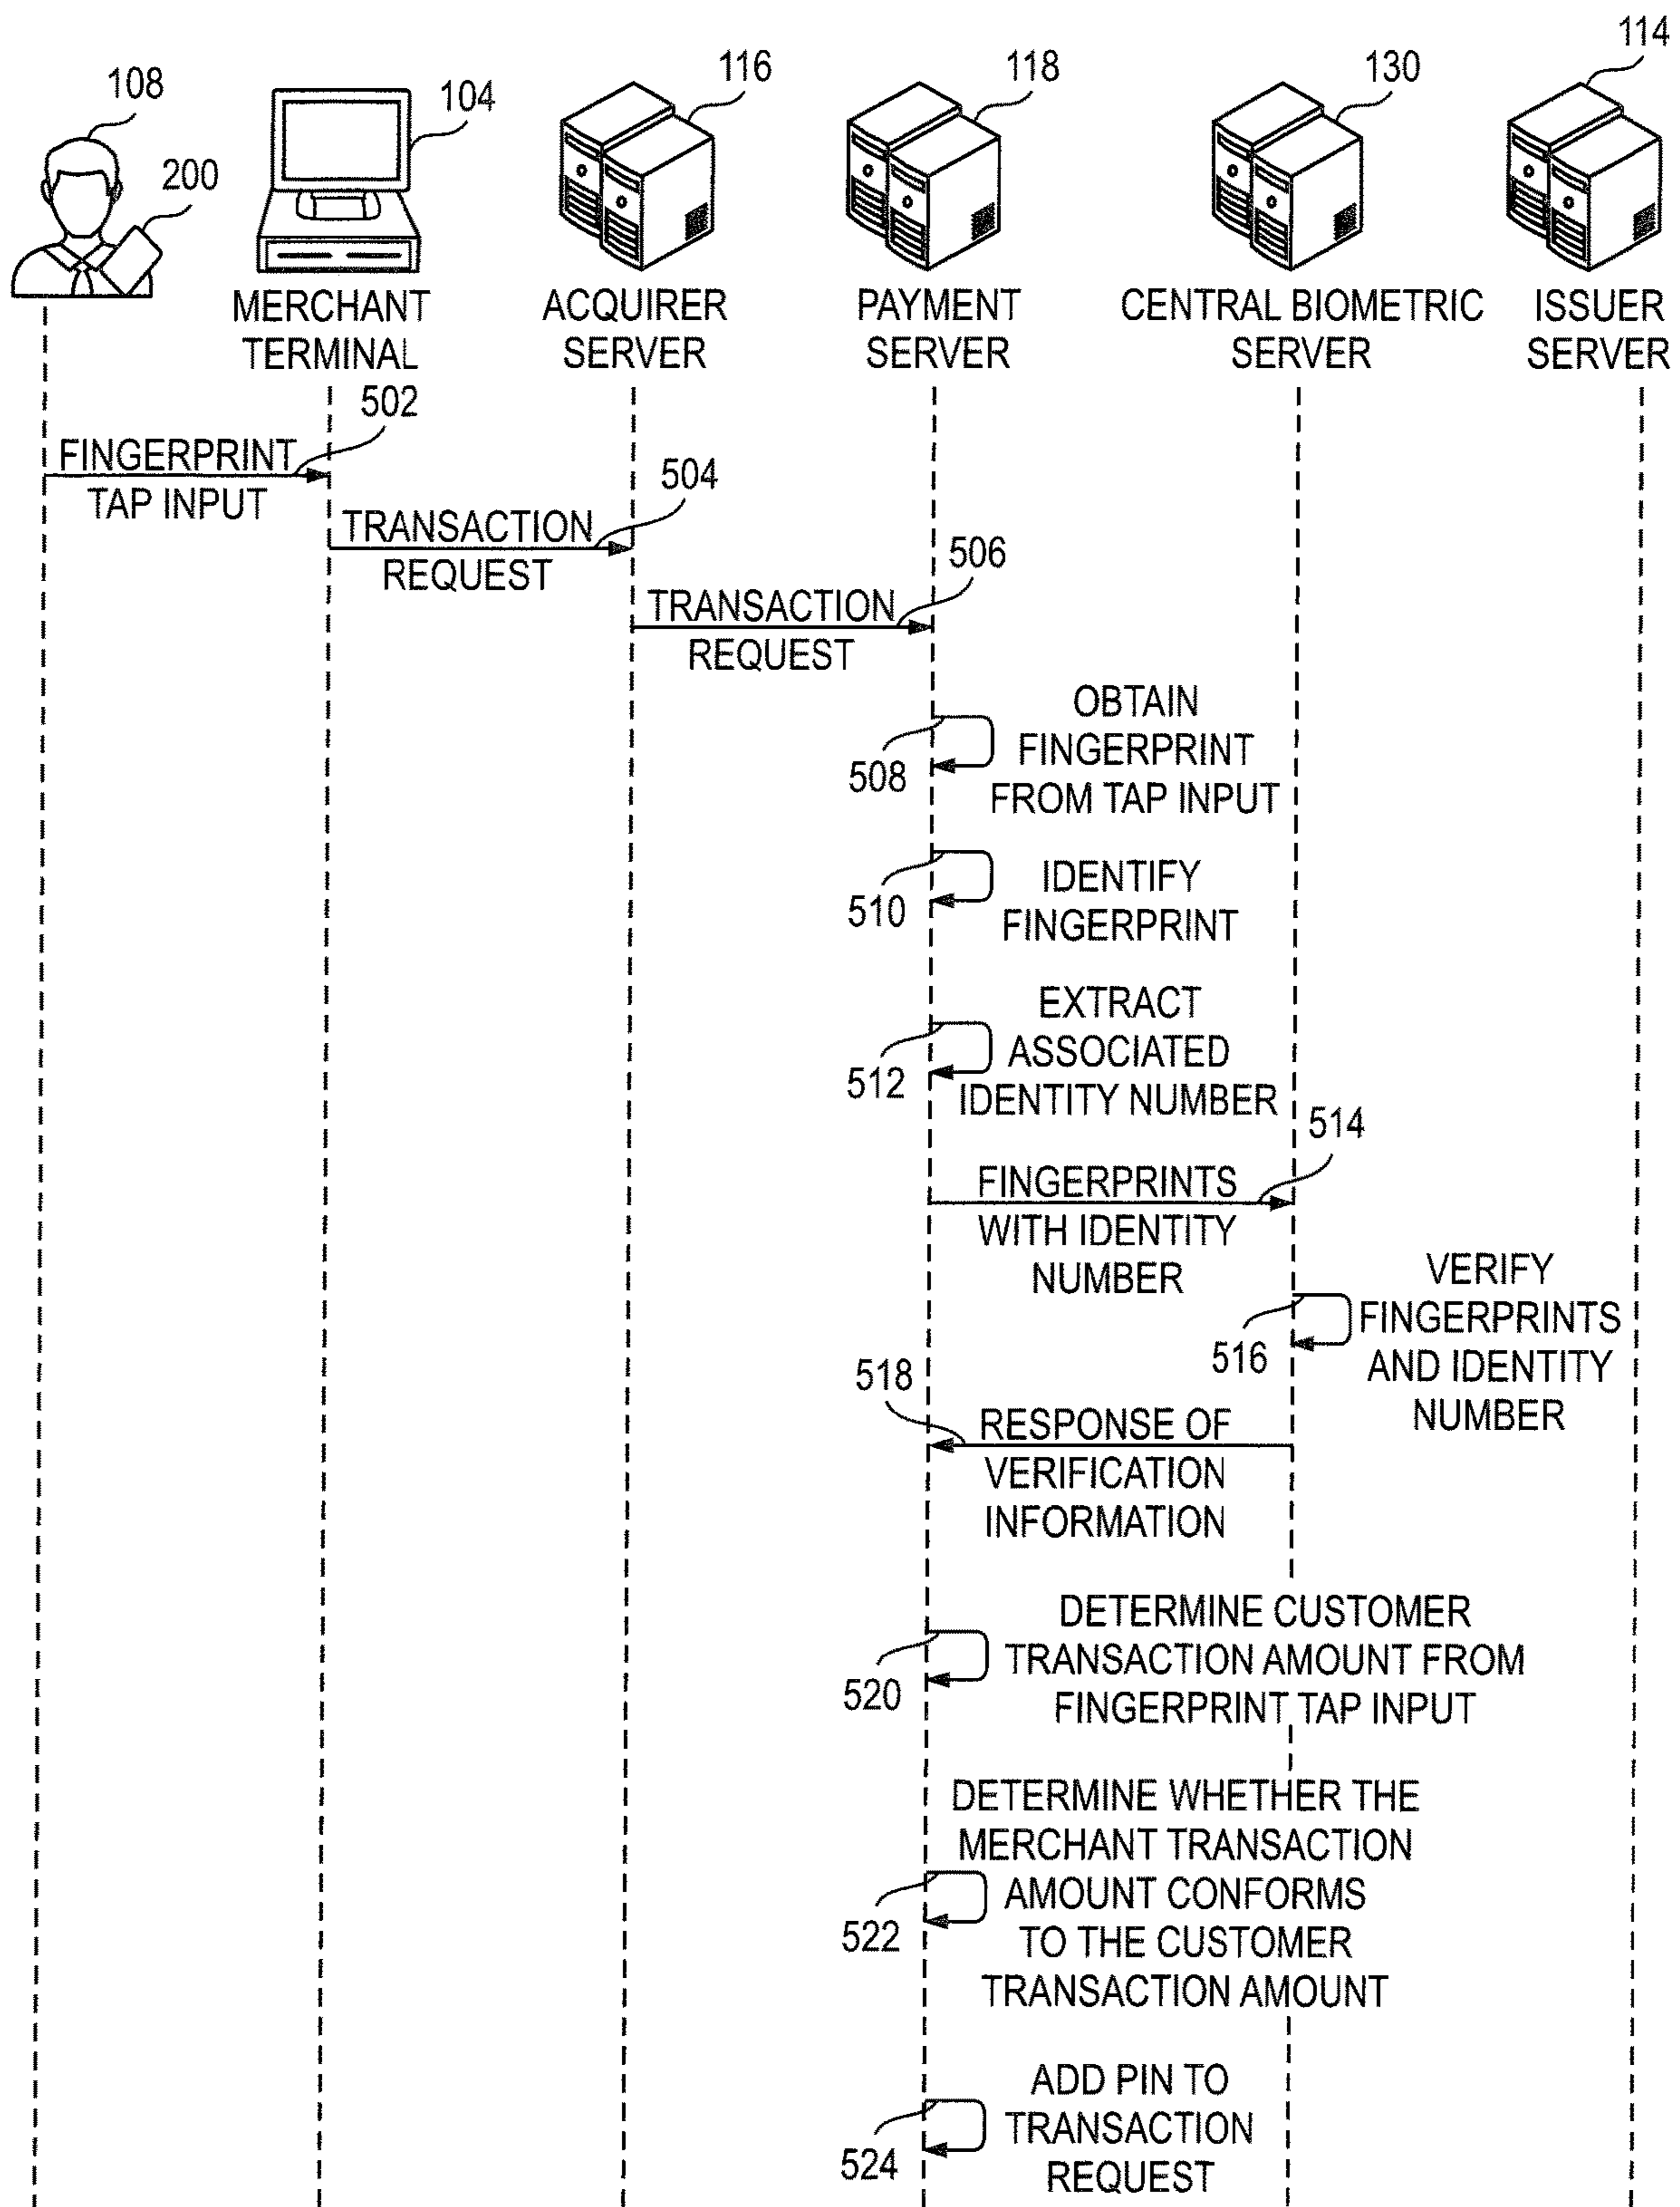 114
116
118
130
108
104
200
MERCHANT
TERMINAL
ACQUIRER
SERVER
PAYMENT
SERVER
CENTRAL BIOMETRIC
SERVER
ISSUER
SERVER
502
FINGERPRINT
TAP INPUT
504
TRANSACTION
REQUEST
506
TRANSACTION
REQUEST
508
OBTAIN
FINGERPRINT
FROM TAP INPUT
510
IDENTIFY
FINGERPRINT
512
EXTRACT
ASSOCIATED
IDENTITY NUMBER
514
FINGERPRINTS
WITH IDENTITY
NUMBER
516
VERIFY
FINGERPRINTS
AND IDENTITY
NUMBER
518
RESPONSE OF
VERIFICATION
INFORMATION
520
DETERMINE CUSTOMER
TRANSACTION AMOUNT FROM
FINGERPRINT TAP INPUT
522
DETERMINE WHETHER THE
MERCHANT TRANSACTION
AMOUNT CONFORMS
TO THE CUSTOMER
TRANSACTION AMOUNT
524
ADD PIN TO
TRANSACTION
REQUEST